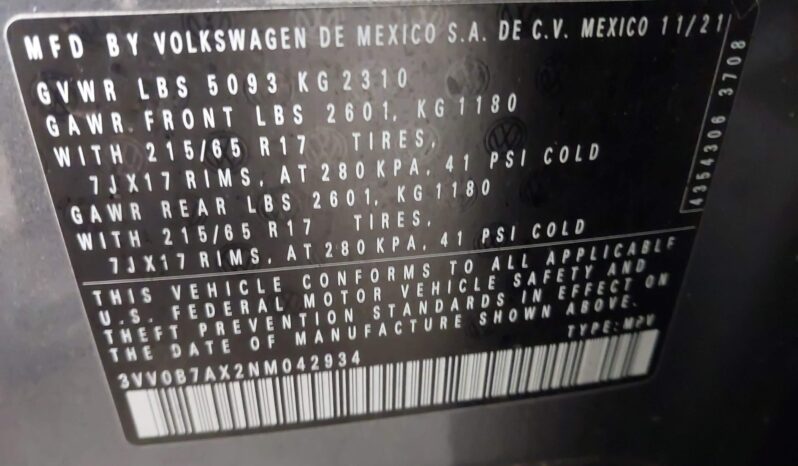 MFD BY VOLKSWAGEN DE MEXICO S.A. DE C.V. MEXICO 11/21
GVWR LBS 5093 KG 2310
GAWR FRONT LBS 2601, KG 1180
WITH 215/65 R17 TIRES,
7JX17 RIMS, AT 280 KPA, 41 PSI COLD
GAWR REAR LBS 2601, KG 1180
WITH 215/65 R17 TIRES,
7JX17 RIMS, AT 280 KPA, 41 PSI COLD
THIS VEHICLE CONFORMS TO ALL APPLICABLE
U.S. FEDERAL MOTOR VEHICLE SAFETY AND
THEFT PREVENTION STANDARDS IN EFFECT ON
THE DATE OF MANUFACTURE SHOWN ABOVE.
3VV0B7AX2NM042934 TYPE: MPV
4354306 3708